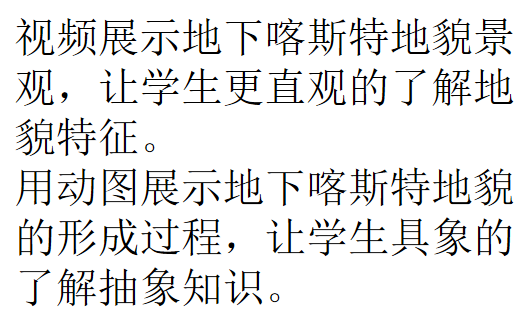 视频展示地下喀斯特地貌景
观，让学生更直观的了解地
貌特征。
用动图展示地下喀斯特地貌
的形成过程，让学生具象的
了解抽象知识。